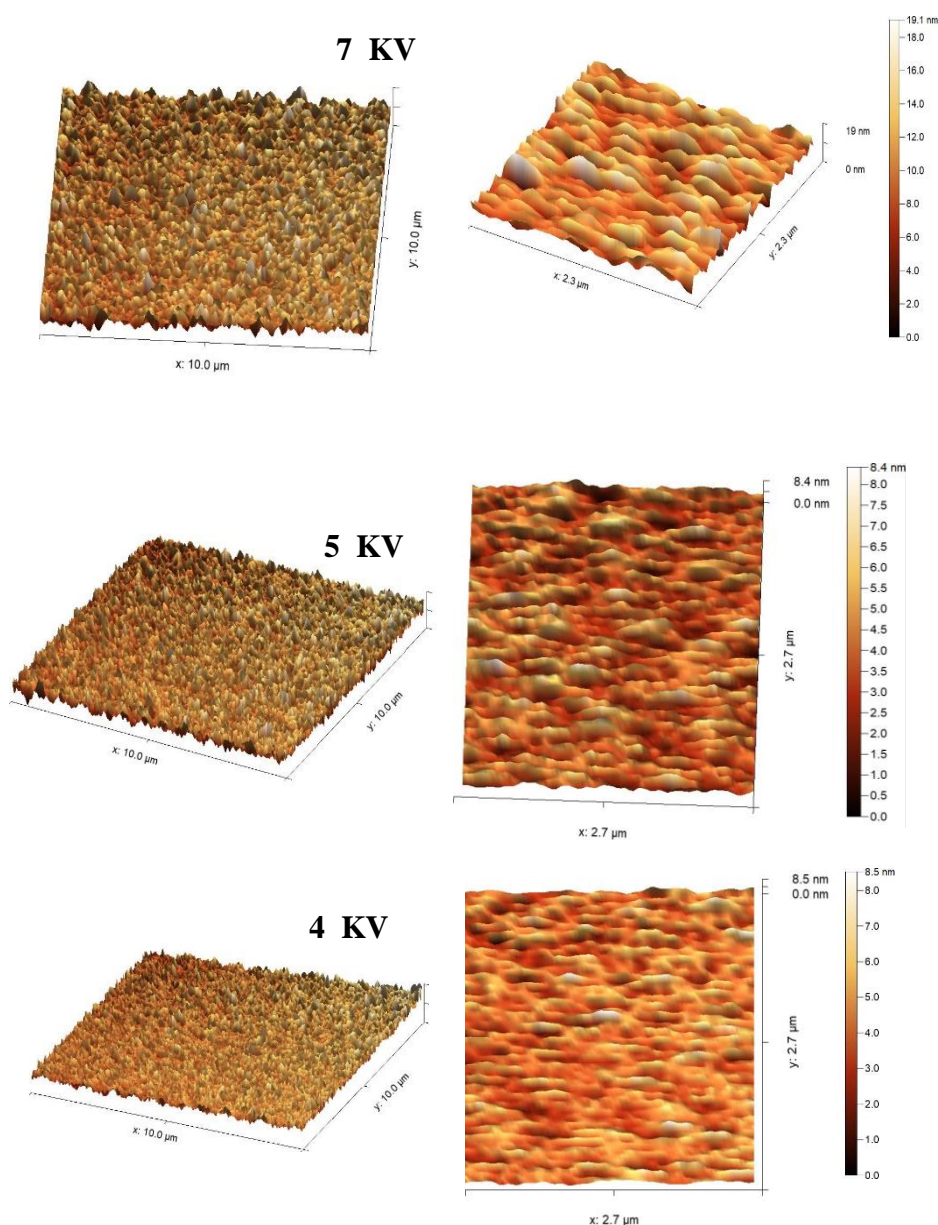 7 KV
y: 10.0 µm
x: 10.0 µm
19 nm
0 nm
y: 2.3 µm
x: 2.3 µm
19.1 nm
18.0
16.0
14.0
12.0
10.0
8.0
6.0
4.0
2.0
0.0
5 KV
y: 10.0 µm
x: 10.0 µm
8.4 nm
0.0 nm
y: 2.7 µm
x: 2.7 µm
8.4 nm
8.0
7.5
7.0
6.5
6.0
5.5
5.0
4.5
4.0
3.5
3.0
2.5
2.0
1.5
1.0
0.5
0.0
4 KV
y: 10.0 µm
x: 10.0 µm
8.5 nm
0.0 nm
y: 2.7 µm
x: 2.7 µm
8.5 nm
8.0
7.0
6.0
5.0
4.0
3.0
2.0
1.0
0.0